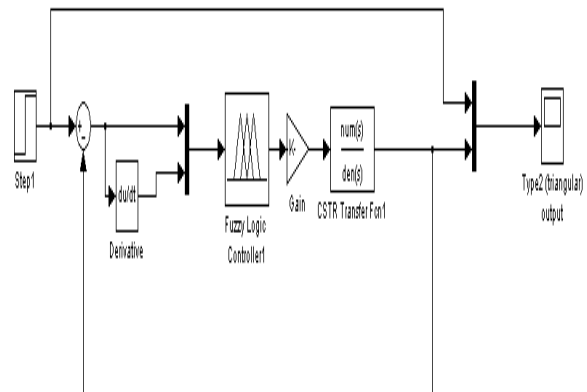 Step1
+
-
du/dt
Derivative
Fuzzy Logic
Controller1
K-
Gain
num(s)
den(s)
CSTR Transfer Fcn1
Type2 (triangular)
output